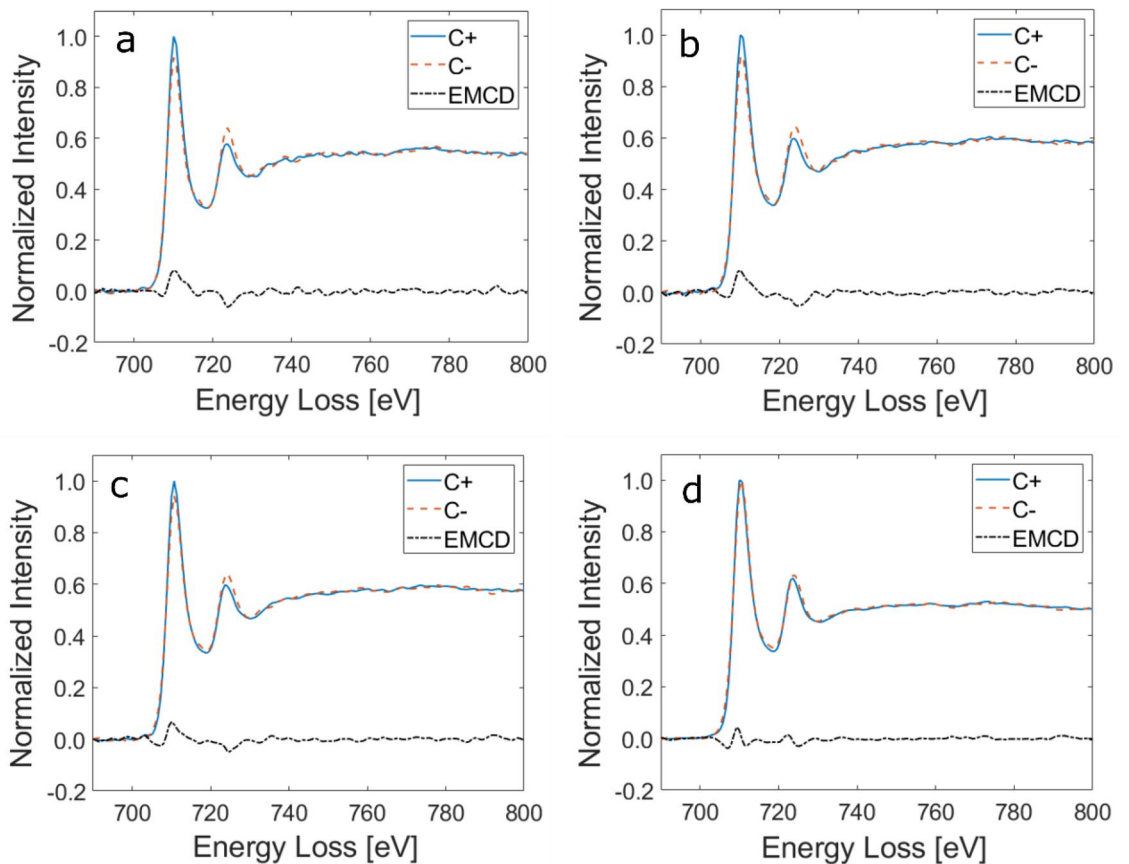 a
C+
C-
EMCD
Normalized Intensity
1.0
0.8
0.6
0.4
0.2
0.0
-0.2
700 720 740 760 780 800
Energy Loss [eV]
b
C+
C-
EMCD
Normalized Intensity
1.0
0.8
0.6
0.4
0.2
0.0
-0.2
700 720 740 760 780 800
Energy Loss [eV]
c
C+
C-
EMCD
Normalized Intensity
1.0
0.8
0.6
0.4
0.2
0.0
-0.2
700 720 740 760 780 800
Energy Loss [eV]
d
C+
C-
EMCD
Normalized Intensity
1.0
0.8
0.6
0.4
0.2
0.0
-0.2
700 720 740 760 780 800
Energy Loss [eV]